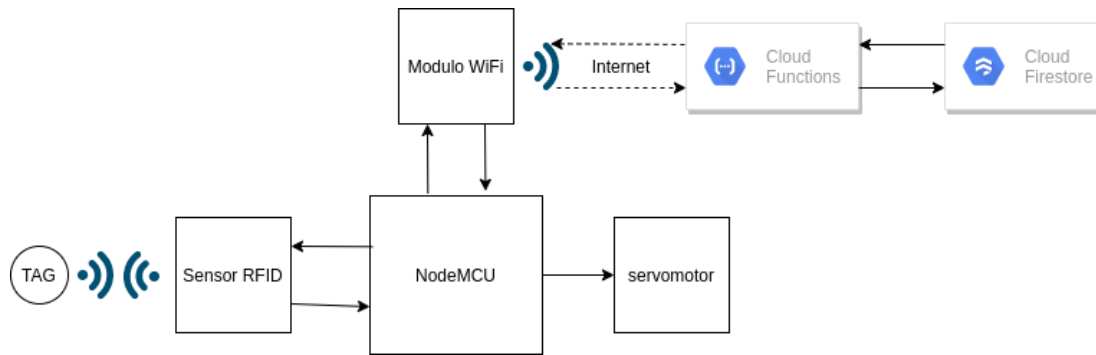 Modulo WiFi
Internet
Cloud
Functions
Cloud
Firestore
TAG
Sensor RFID
NodeMCU
servomotor